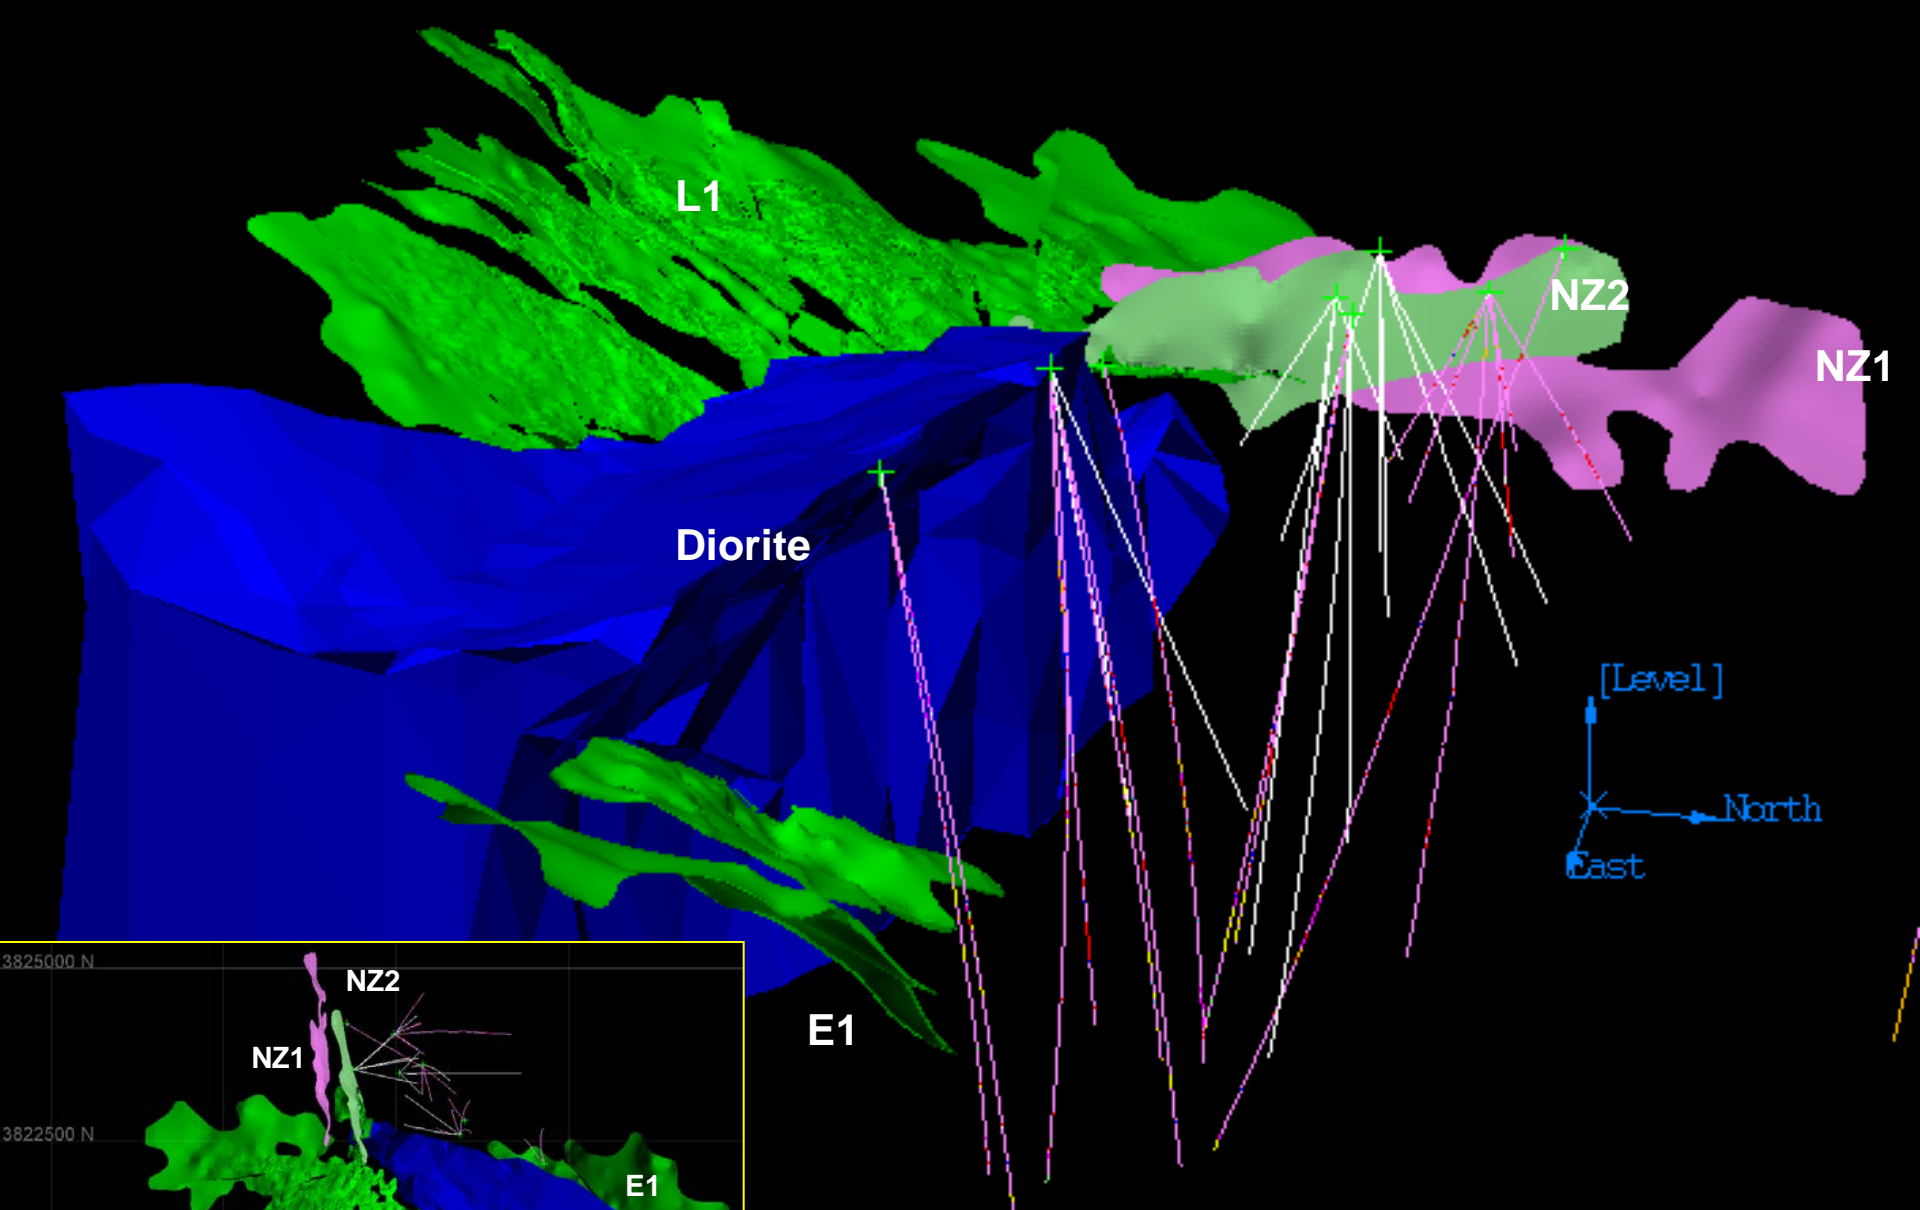 L1
NZ2
NZ1
Diorite
[Level]
North
East
E1
3825000 N
NZ2
NZ1
3822500 N
E1